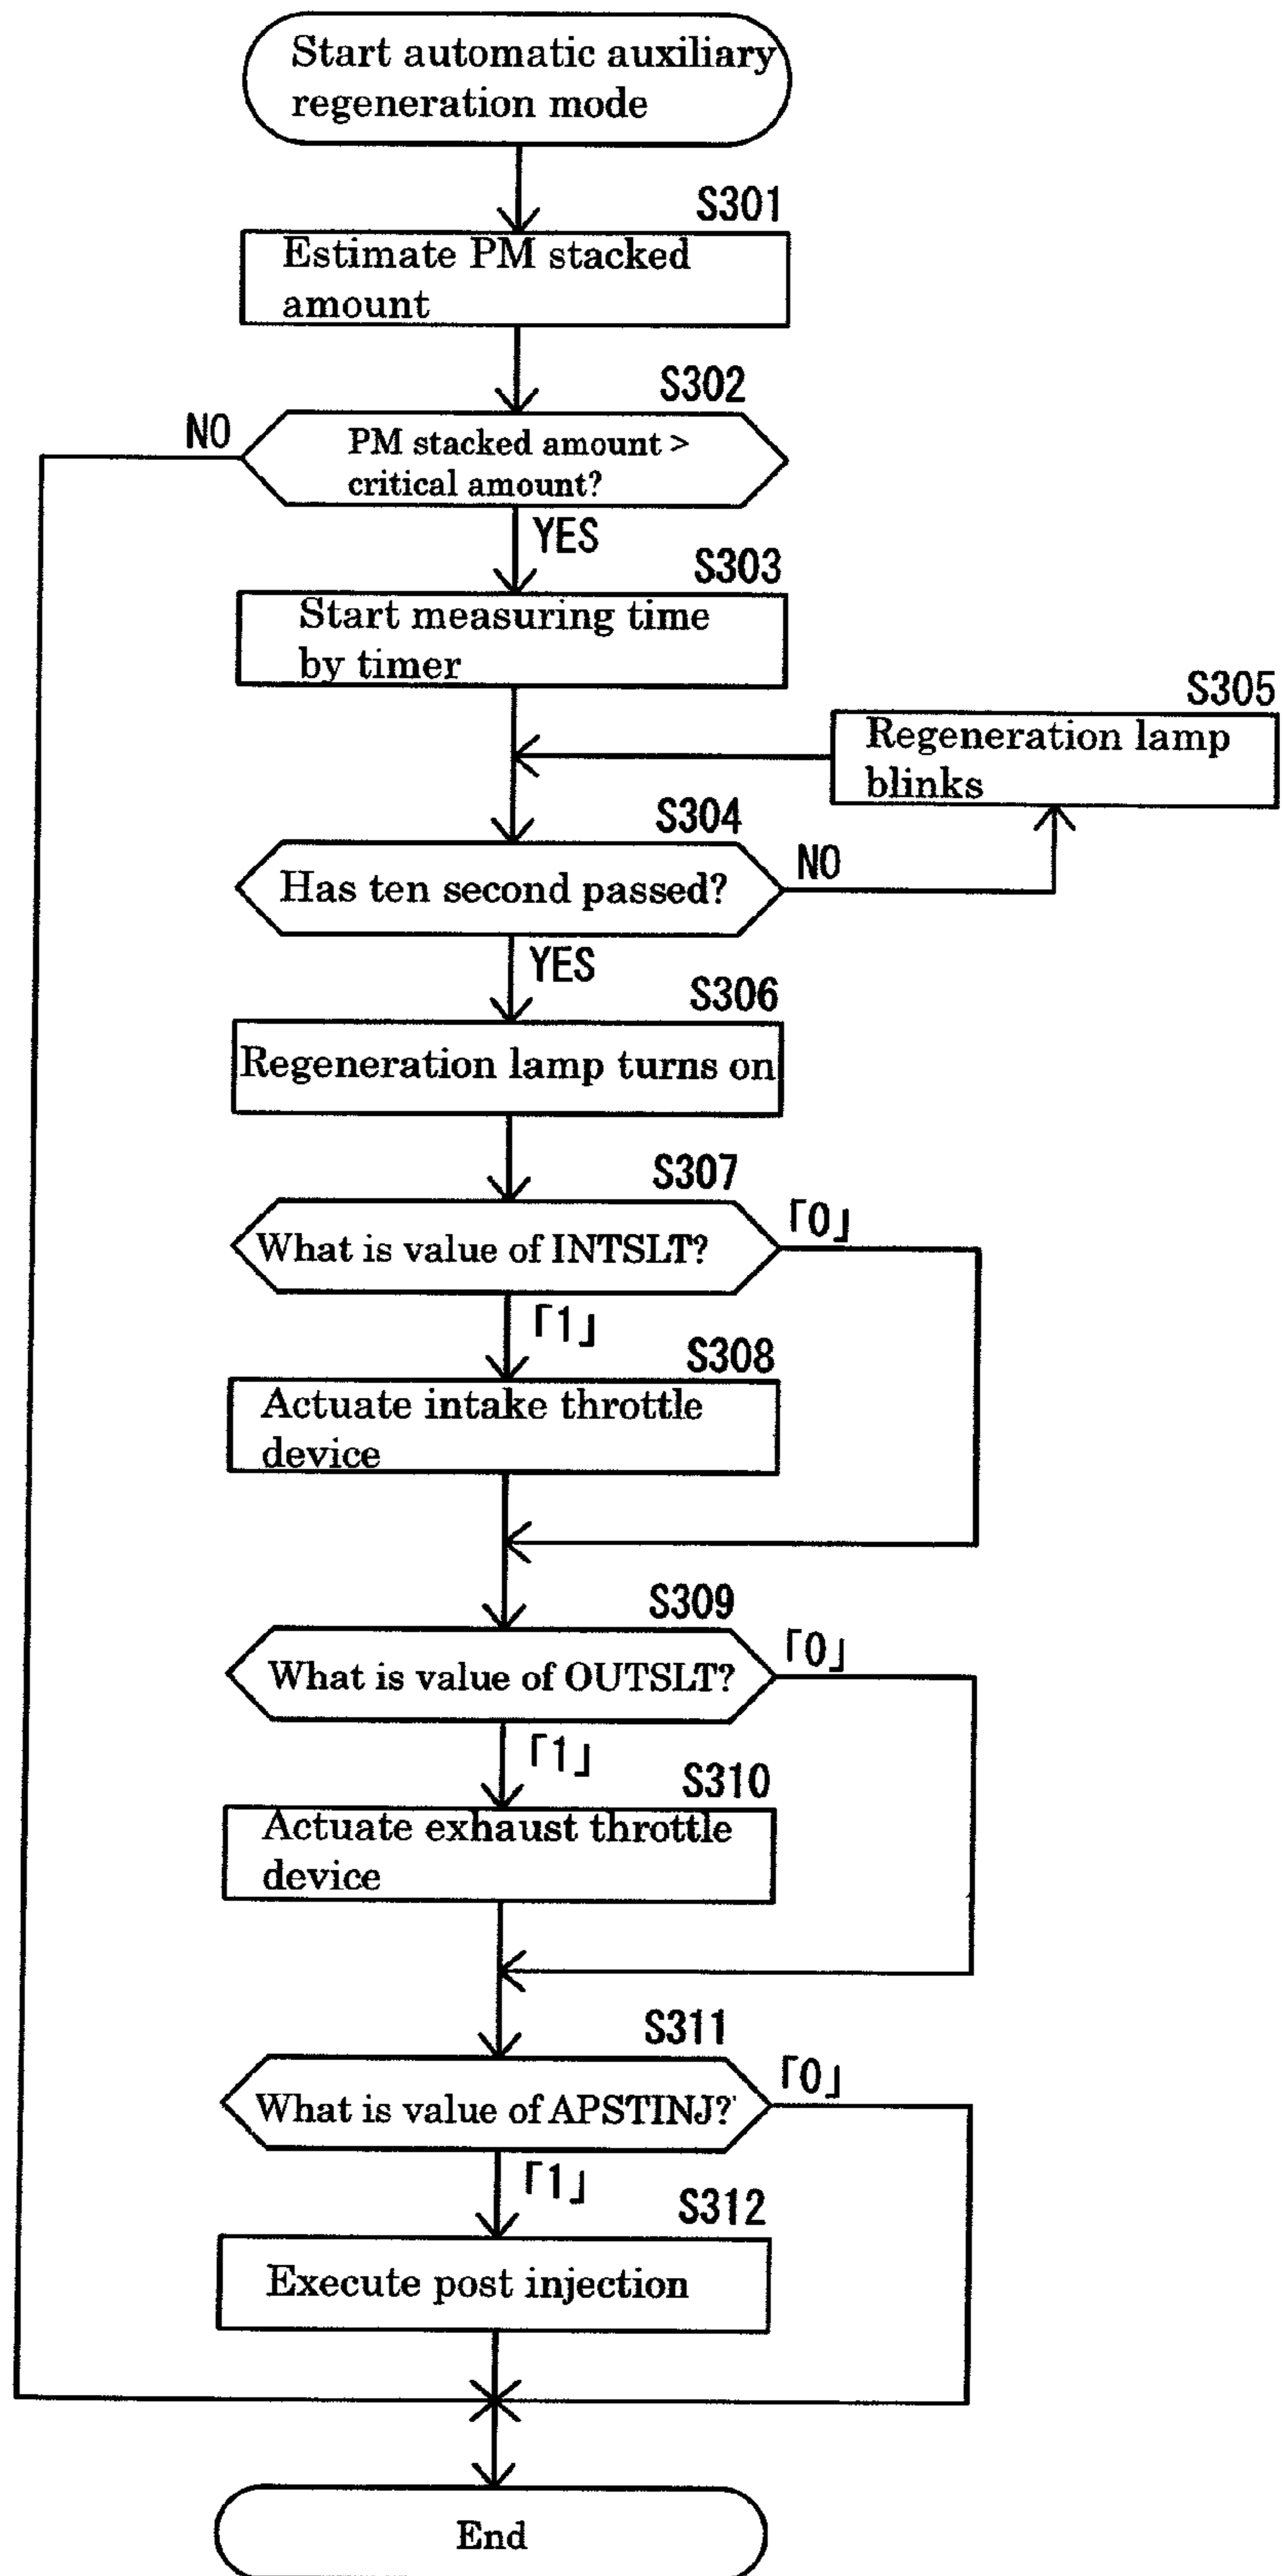 Start automatic auxiliary
regeneration mode
S301
Estimate PM stacked
amount
S302
NO
PM stacked amount >
critical amount?
YES
S303
Start measuring time
by timer
S305
Regeneration lamp
blinks
S304
Has ten second passed?
NO
YES
S306
Regeneration lamp turns on
S307
What is value of INTSLT?
「0」
「1」
S308
Actuate intake throttle
device
S309
What is value of OUTSLT?
「0」
「1」
S310
Actuate exhaust throttle
device
S311
What is value of APSTINJ?
「0」
「1」
S312
Execute post injection
End